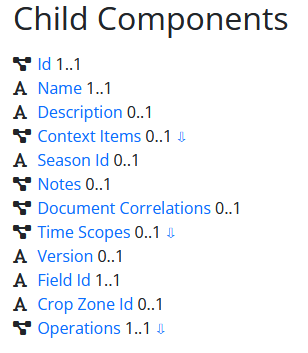 Child Components
Id 1..1
Name 1..1
Description 0..1
Context Items 0..1 ⇩
Season Id 0..1
Notes 0..1
Document Correlations 0..1
Time Scopes 0..1 ⇩
Version 0..1
Field Id 1..1
Crop Zone Id 0..1
Operations 1..1 ⇩